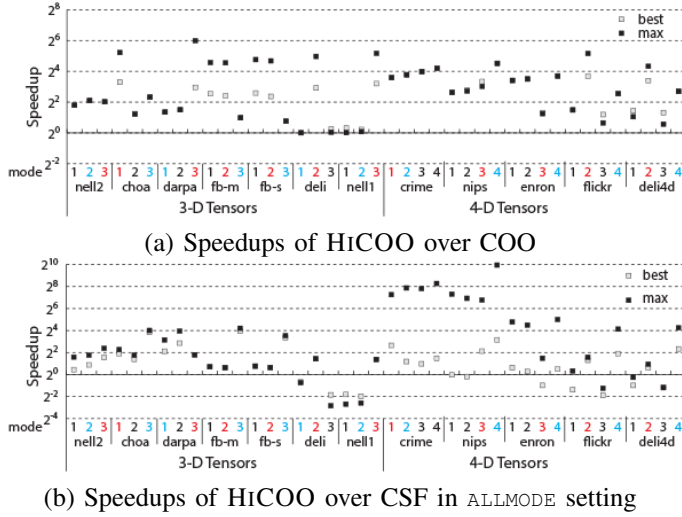 2^8
2^6
2^4
2^2
2^0
2^-2
Speedup
best
max
mode 1 2 3 1 2 3 1 2 3 1 2 3 1 2 3 1 2 3 1 2 3 1 2 3 4 1 2 3 4 1 2 3 4 1 2 3 4 1 2 3 4
nell2 choa darpa fb-m fb-s deli nell1 crime nips enron flickr deli4d
3-D Tensors 4-D Tensors
(a) Speedups of HICOO over COO
2^10
2^8
2^6
2^4
2^2
2^0
2^-2
2^-4
Speedup
best
max
mode 1 2 3 1 2 3 1 2 3 1 2 3 1 2 3 1 2 3 1 2 3 1 2 3 4 1 2 3 4 1 2 3 4 1 2 3 4 1 2 3 4
nell2 choa darpa fb-m fb-s deli nell1 crime nips enron flickr deli4d
3-D Tensors 4-D Tensors
(b) Speedups of HICOO over CSF in ALLMODE setting